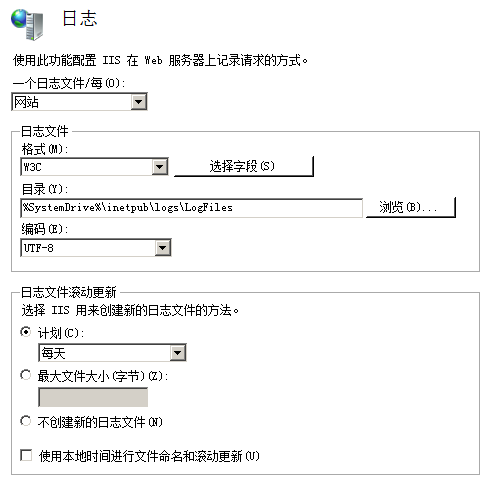 日志
使用此功能配置 IIS 在 Web 服务器上记录请求的方式。
一个日志文件/每(O):
网站
日志文件
格式(M):
W3C
选择字段(S)
目录(Y):
%SystemDrive%\inetpub\logs\LogFiles
浏览(B)...
编码(E):
UTF-8
日志文件滚动更新
选择 IIS 用来创建新的日志文件的方法。
计划(C):
每天
最大文件大小(字节)(Z):
不创建新的日志文件(N)
使用本地时间进行文件命名和滚动更新(U)